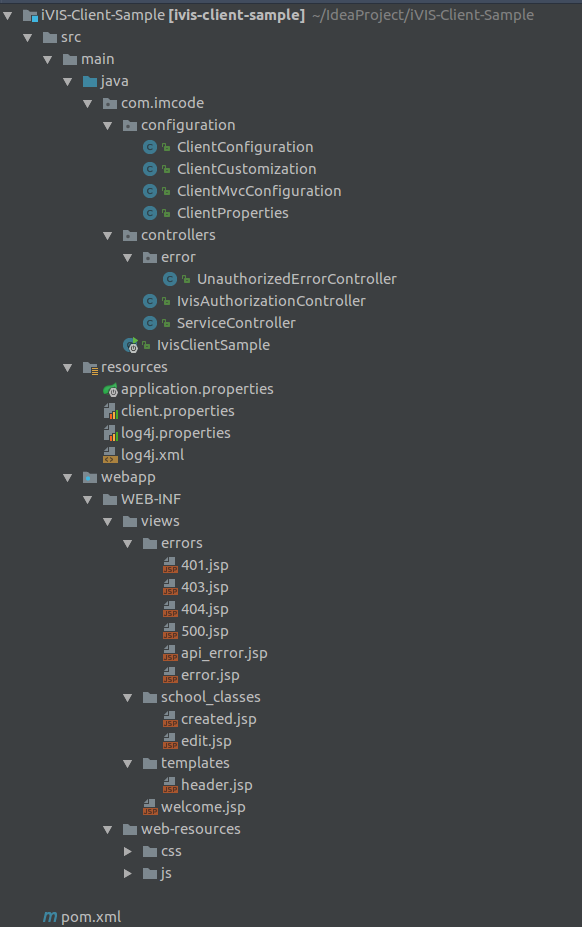 iVIS-Client-Sample [ivis-client-sample] ~/IdeaProject/iVIS-Client-Sample
src
main
java
com.imcode
configuration
ClientConfiguration
ClientCustomization
ClientMvcConfiguration
ClientProperties
controllers
error
UnauthorizedErrorController
IvisAuthorizationController
ServiceController
IvisClientSample
resources
application.properties
client.properties
log4j.properties
log4j.xml
webapp
WEB-INF
views
errors
401.jsp
403.jsp
404.jsp
500.jsp
api_error.jsp
error.jsp
school_classes
created.jsp
edit.jsp
templates
header.jsp
welcome.jsp
web-resources
css
js
pom.xml